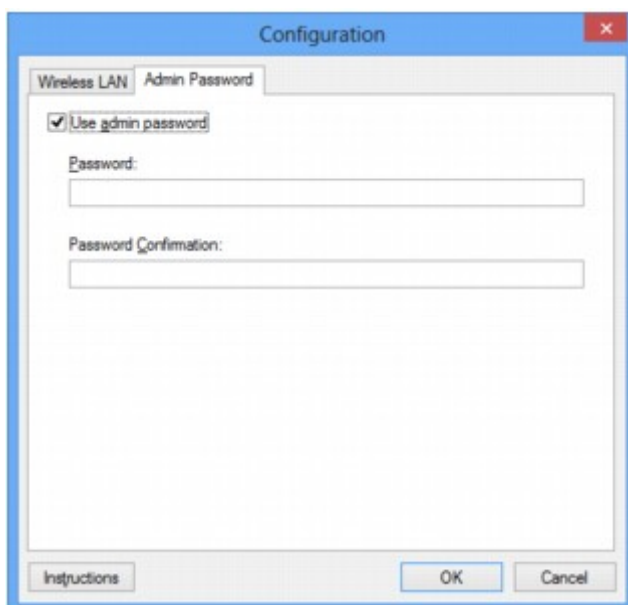 Configuration
Wireless LAN Admin Password
Use admin password
Password:
Password Confirmation:
Instructions OK Cancel